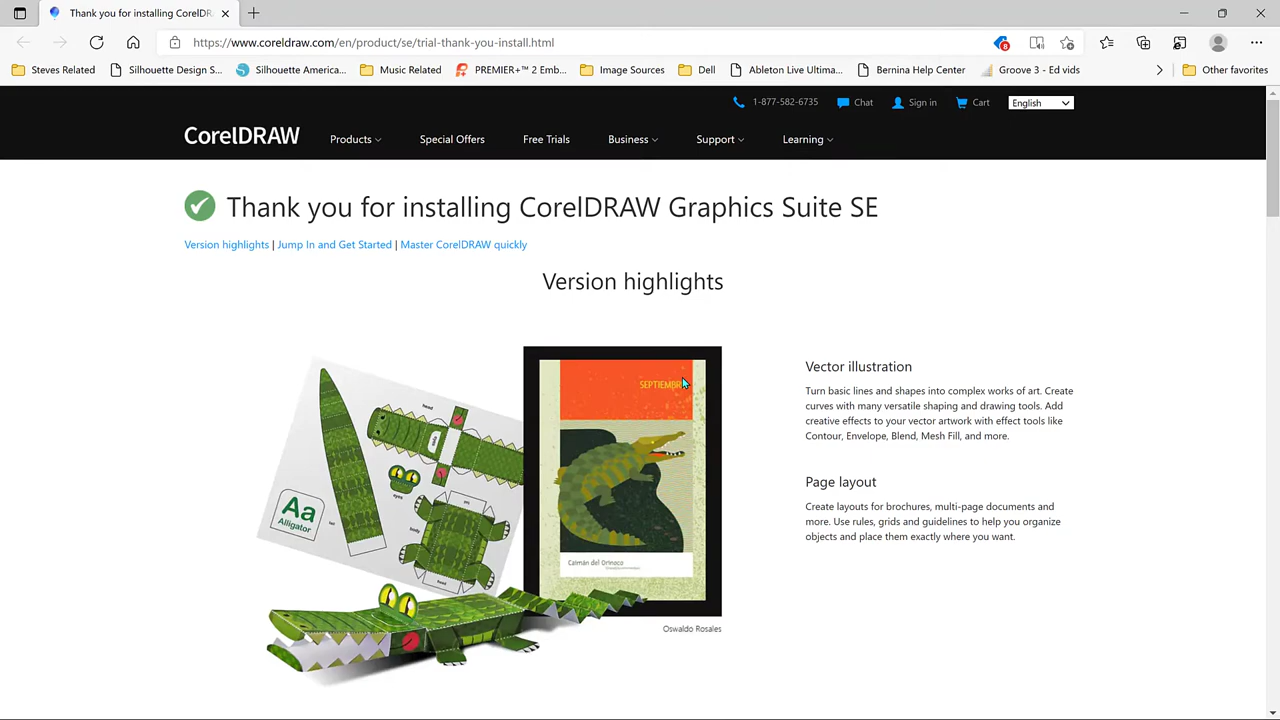 Thank you for installing CorelDR
https://www.coreldraw.com/en/product/se/trial-thank-you-install.html
8
Steves Related
Silhouette Design S...
Silhouette America...
Music Related
PREMIER+™ 2 Emb...
Image Sources
Dell
Ableton Live Ultima...
Bernina Help Center
Groove 3 - Ed vids
Other favorites
1-877-582-6735
Chat
Sign in
Cart
English
CorelDRAW
Products
Special Offers
Free Trials
Business
Support
Learning
Thank you for installing CorelDRAW Graphics Suite SE
Version highlights | Jump In and Get Started | Master CorelDRAW quickly
Version highlights
Vector illustration
Turn basic lines and shapes into complex works of art. Create
curves with many versatile shaping and drawing tools. Add
creative effects to your vector artwork with effect tools like
Contour, Envelope, Blend, Mesh Fill, and more.
Page layout
Create layouts for brochures, multi-page documents and
more. Use rules, grids and guidelines to help you organize
objects and place them exactly where you want.
head
eyes
body
tail
Aa
Alligator
SEPTIEMBR
Caimán del Orinoco
Oswaldo Rosales